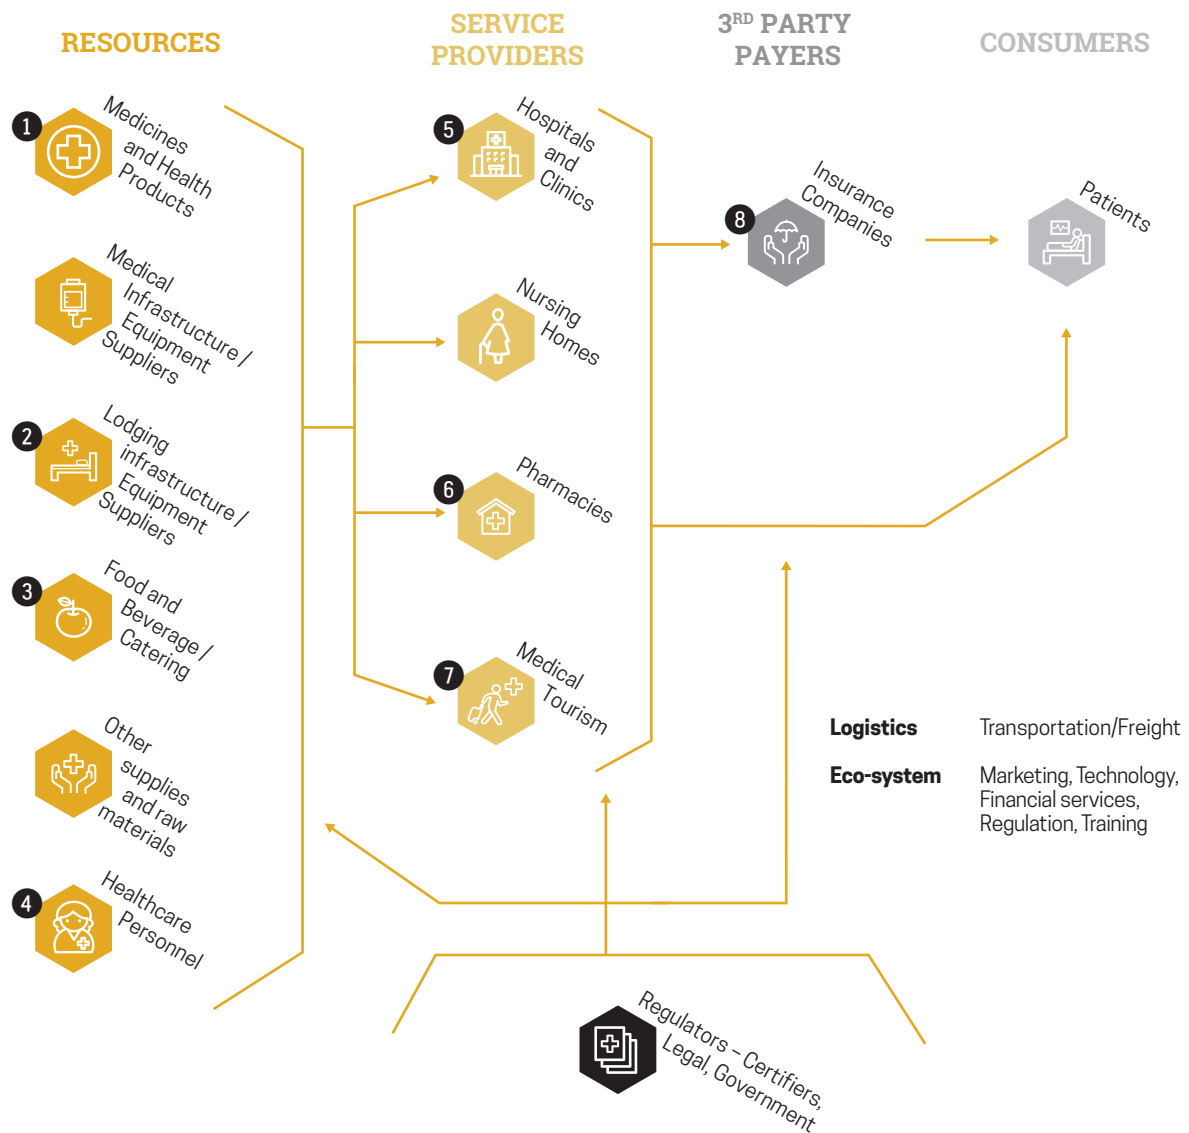 RESOURCES
SERVICE
PROVIDERS
3RD PARTY
PAYERS
CONSUMERS
1
Medicines
and Health
Products
Medical
Infrastructure /
Equipment
Suppliers
2
Lodging
infrastructure /
Equipment
Suppliers
3
Food and
Beverage /
Catering
Other
supplies
and raw
materials
4
Healthcare
Personnel
5
Hospitals
and
Clinics
Nursing
Homes
6
Pharmacies
7
Medical
Tourism
8
Insurance
Companies
Patients
Logistics
Transportation/Freight
Eco-system
Marketing, Technology,
Financial services,
Regulation, Training
Regulators – Certifiers,
Legal, Government